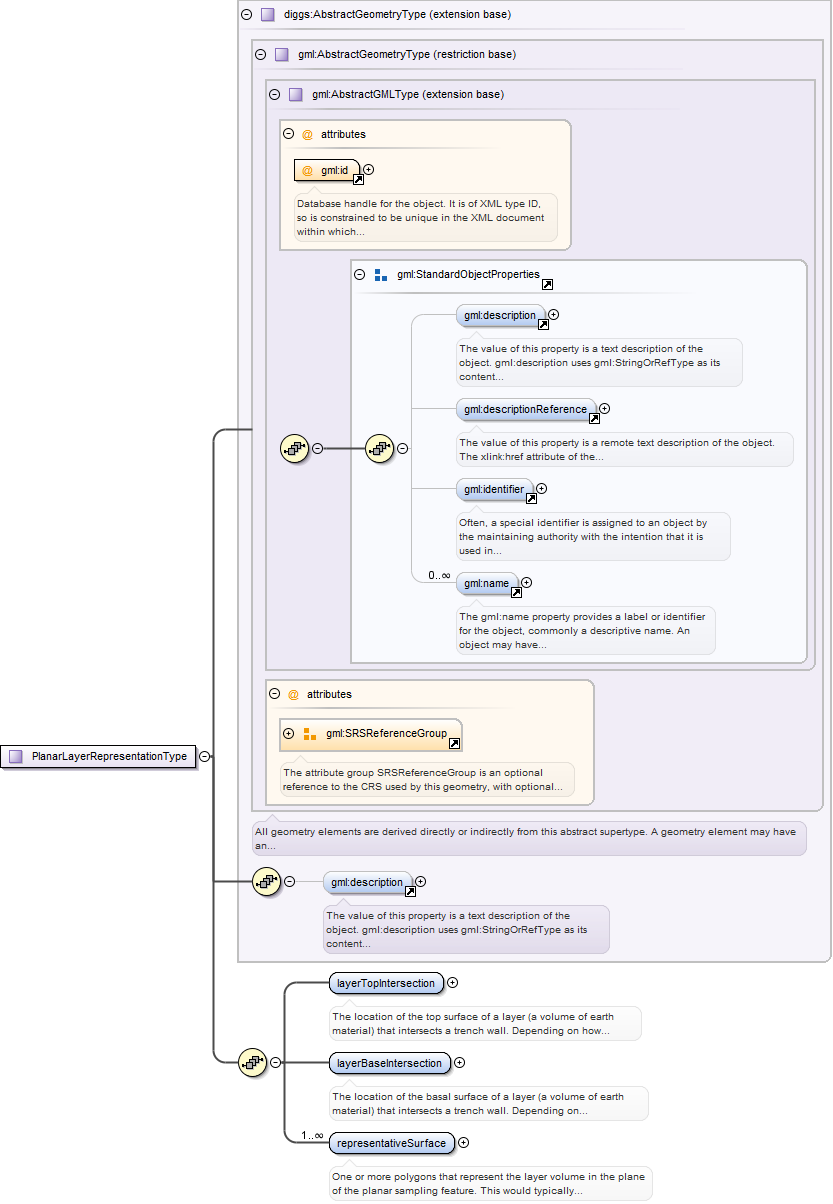 diggs:AbstractGeometryType (extension base)
gml:AbstractGeometryType (restriction base)
gml:AbstractGMLType (extension base)
@ attributes
@ gml:id
Database handle for the object. It is of XML type ID,
so is constrained to be unique in the XML document
within which...
gml:StandardObjectProperties
gml:description
The value of this property is a text description of the
object. gml:description uses gml:StringOrRefType as its
content...
gml:descriptionReference
The value of this property is a remote text description of the object.
The xlink:href attribute of the...
gml:identifier
Often, a special identifier is assigned to an object by
the maintaining authority with the intention that it is
used in...
0..∞
gml:name
The gml:name property provides a label or identifier
for the object, commonly a descriptive name. An
object may have...
@ attributes
gml:SRSReferenceGroup
The attribute group SRSReferenceGroup is an optional
reference to the CRS used by this geometry, with optional...
PlanarLayerRepresentationType
All geometry elements are derived directly or indirectly from this abstract supertype. A geometry element may have
an...
gml:description
The value of this property is a text description of the
object. gml:description uses gml:StringOrRefType as its
content...
layerTopIntersection
The location of the top surface of a layer (a volume of earth
material) that intersects a trench wall. Depending on how...
layerBaseIntersection
The location of the basal surface of a layer (a volume of earth
material) that intersects a trench wall. Depending on...
1..∞
representativeSurface
One or more polygons that represent the layer volume in the plane
of the planar sampling feature. This would typically...